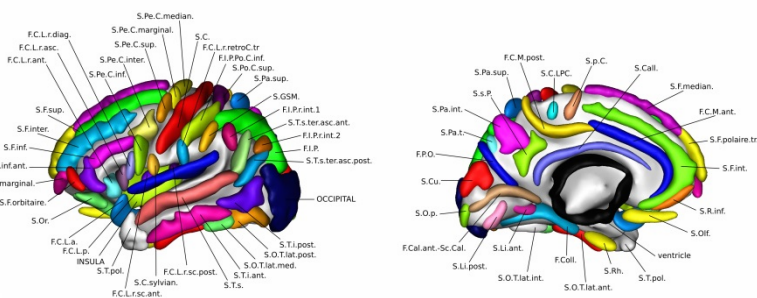 S.Pe.C.median.
S.Pe.C.marginal.
S.C.
F.C.L.r.diag.
S.Pe.C.sup.
F.C.L.r.retroC.tr
F.C.L.r.asc.
F.I.P.Po.C.inf.
F.C.L.r.ant.
S.Pe.C.inter.
S.Po.C.sup.
S.Pe.C.inf.
S.Pa.sup.
S.GSM.
S.F.sup.
F.I.P.r.int.1
S.T.s.ter.asc.ant.
S.F.inter.
F.I.P.r.int.2
S.F.inf.
F.I.P.
inf.ant.
S.T.s.ter.asc.post.
marginal.
S.F.orbitaire.
OCCIPITAL
S.Or.
F.C.L.a.
F.C.L.p.
INSULA
S.T.pol.
S.C.sylvian.
F.C.L.r.sc.ant.
F.C.L.r.sc.post.
S.T.s.
S.T.i.ant.
S.O.T.lat.med.
S.O.T.lat.post.
S.T.i.post.
F.C.M.post.
S.p.C.
S.Call.
S.Pa.sup.
S.C.LPC.
S.F.median.
S.s.P.
S.Pa.int.
F.C.M.ant.
S.Pa.t.
S.F.polaire.tr
F.P.O.
S.F.int.
S.Cu.
S.R.inf.
S.O.p.
S.Olf.
F.Cal.ant.-Sc.Cal.
S.Li.ant.
ventricle
S.Li.post.
F.Coll.
S.Rh.
S.T.pol.
S.O.T.lat.int.
S.O.T.lat.ant.